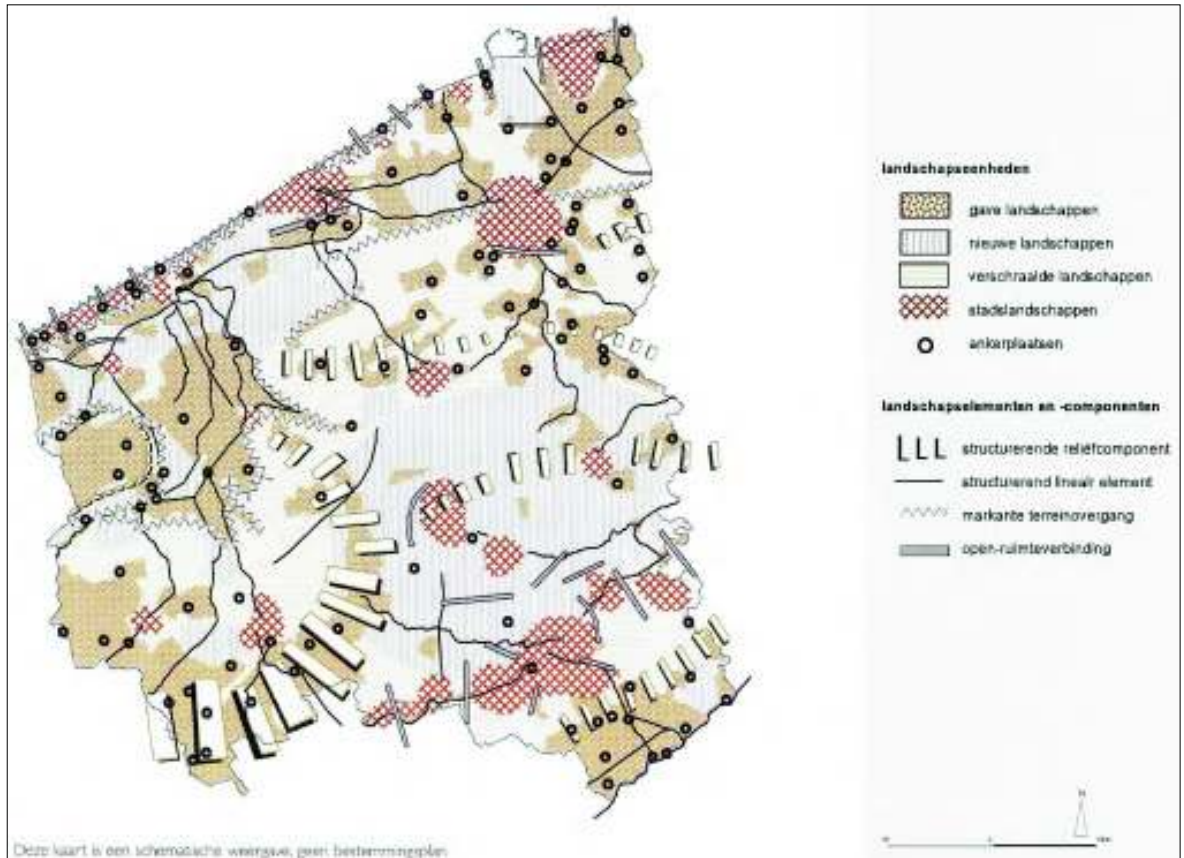 landschapseenheden
gave landschappen
nieuwe landschappen
verschraalde landschappen
stadslandschappen
ankerplaatsen
landschapselementen en -componenten
structurerende reliëfcomponent
structurerend lineair element
markante terreinovergang
open-ruimteverbinding
N
Deze kaart is een schematische weergave, geen bestemmingsplan